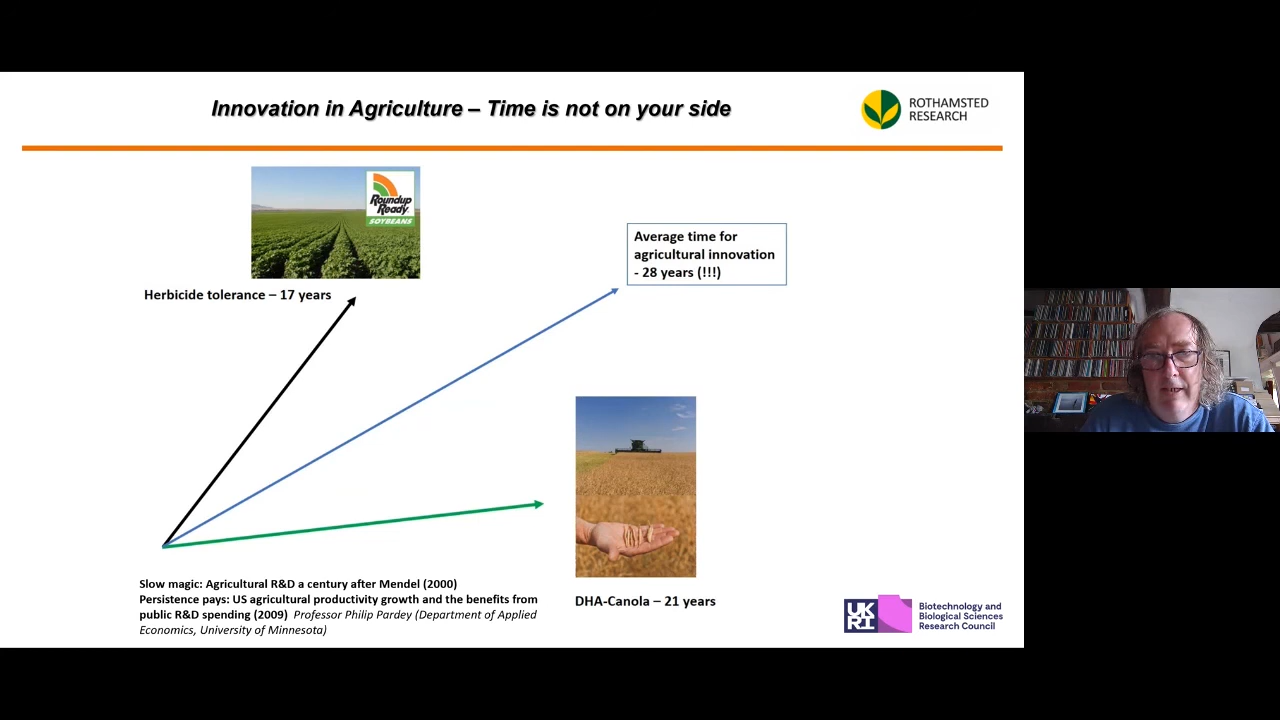 Innovation in Agriculture – Time is not on your side
ROTHAMSTED
RESEARCH
Roundup
Ready
SOYBEANS
Average time for
agricultural innovation
- 28 years (!!!)
Herbicide tolerance – 17 years
Slow magic: Agricultural R&D a century after Mendel (2000)
Persistence pays: US agricultural productivity growth and the benefits from
public R&D spending (2009) Professor Philip Pardey (Department of Applied
Economics, University of Minnesota)
DHA-Canola – 21 years
UK
RI
Biotechnology and
Biological Sciences
Research Council